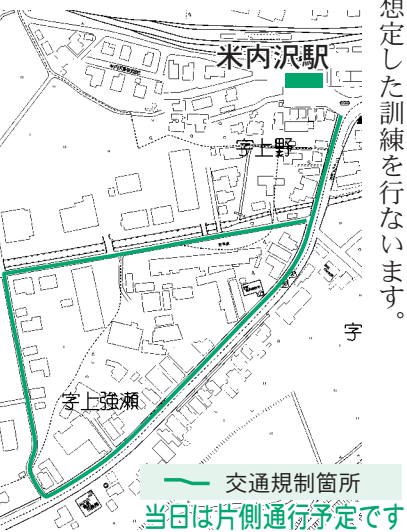 想定した訓練を行ないます。
米内沢駅
字上野
字
字上強瀬
交通規制箇所
当日は片側通行予定です